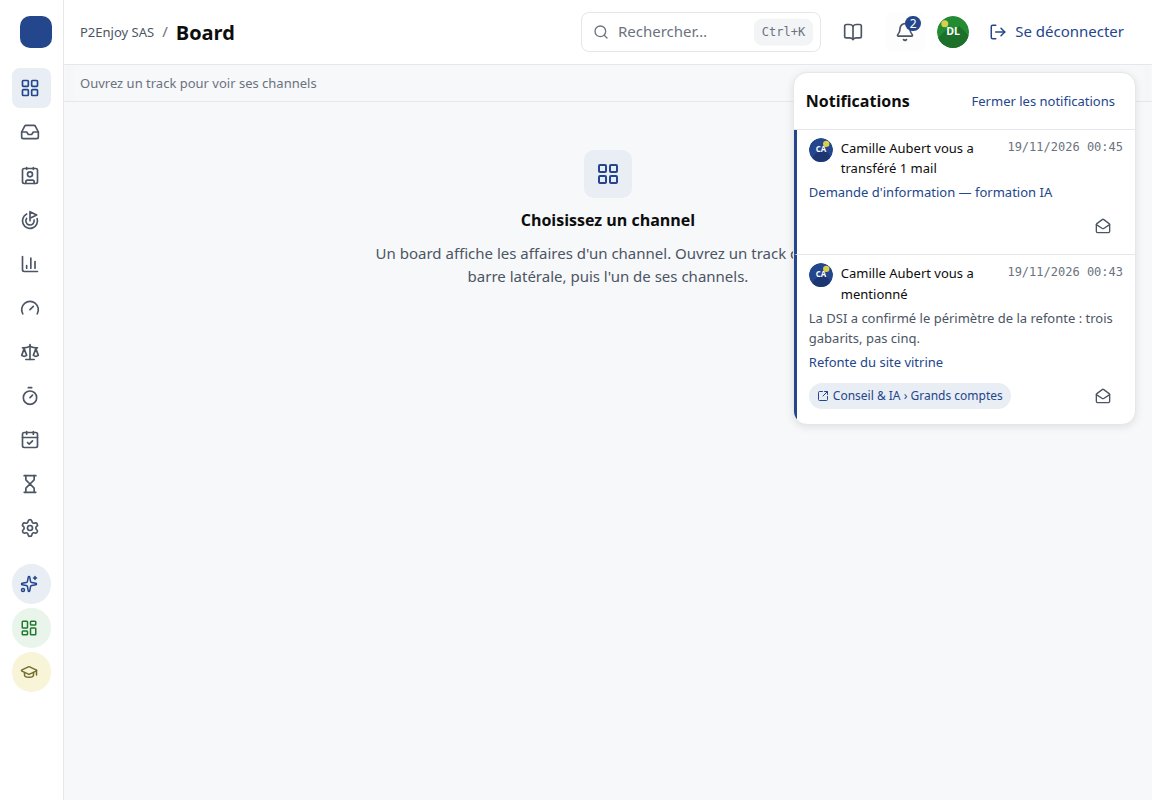 P2Enjoy SAS / Board
Rechercher... Ctrl+K
2
DL
Se déconnecter
Ouvrez un track pour voir ses channels
Choisissez un channel
Un board affiche les affaires d'un channel. Ouvrez un track
barre latérale, puis l'un de ses channels.
Notifications
Fermer les notifications
CA
Camille Aubert vous a
transféré 1 mail
19/11/2026 00:45
Demande d'information — formation IA
CA
Camille Aubert vous a
mentionné
19/11/2026 00:43
La DSI a confirmé le périmètre de la refonte : trois
gabarits, pas cinq.
Refonte du site vitrine
Conseil & IA › Grands comptes